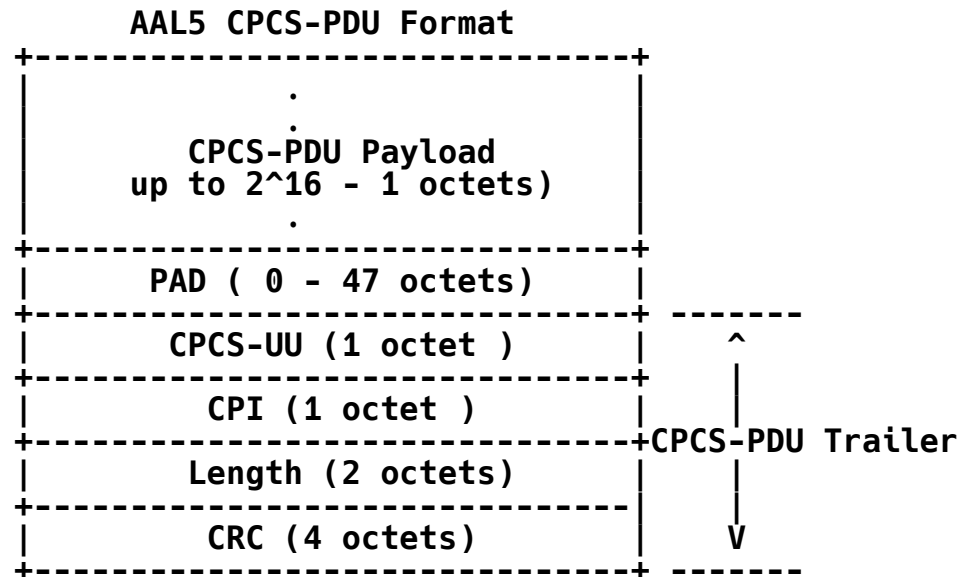 AAL5 CPCS-PDU Format
+-------------------------------+
| . |
| . |
| CPCS-PDU Payload |
| up to 2^16 - 1 octets) |
| . |
+-------------------------------+
| PAD ( 0 - 47 octets) |
+-------------------------------+ -------
| CPCS-UU (1 octet ) | ^
+-------------------------------+ |
| CPI (1 octet ) | |
+-------------------------------+CPCS-PDU Trailer
| Length (2 octets) | |
+-------------------------------| |
| CRC (4 octets) | V
+-------------------------------+ -------